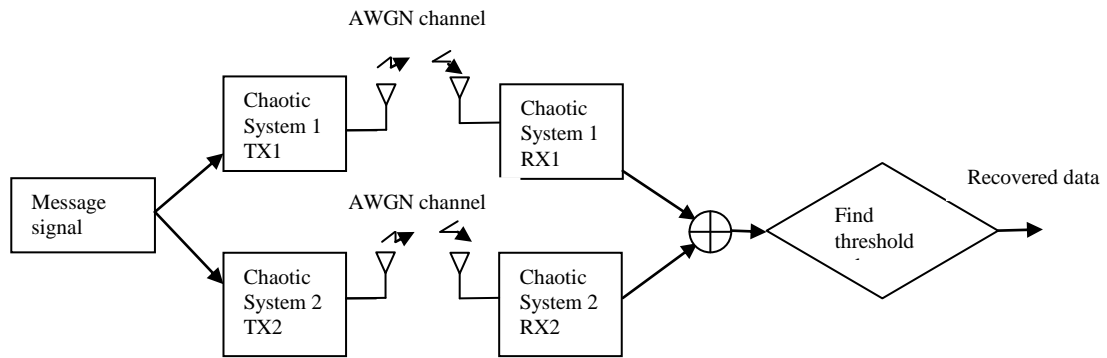 AWGN channel
Chaotic
System 1
TX1
Chaotic
System 1
RX1
Message
signal
AWGN channel
Recovered data
Find
threshold
Chaotic
System 2
TX2
Chaotic
System 2
RX2